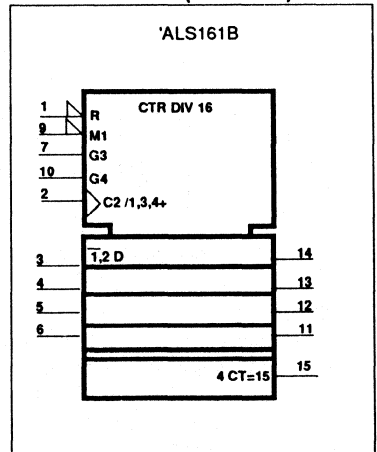 'ALS161B
CTR DIV 16
1 R
9 M1
7 G3
10 G4
2 C2 /1,3,4+
3 1̅,2 D 14
4 13
5 12
6 11
4 CT=15 15